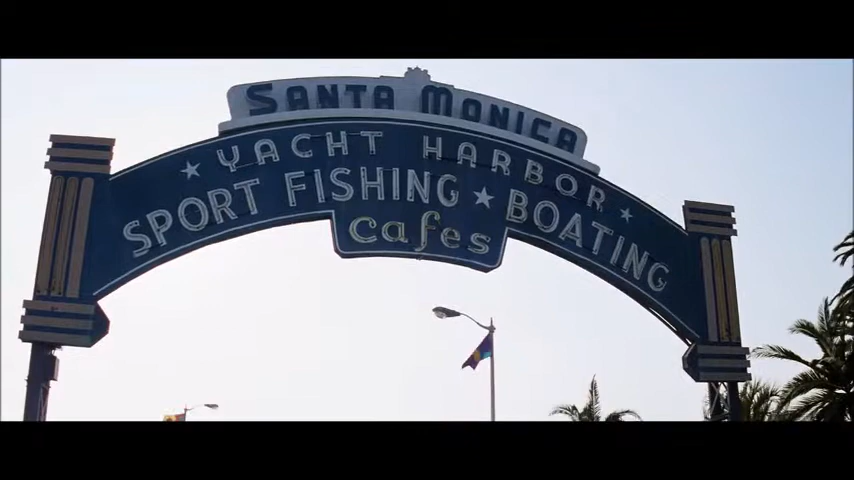 SANTA MONICA
★ YACHT HARBOR ★
SPORT FISHING ★ BOATING
Cafes